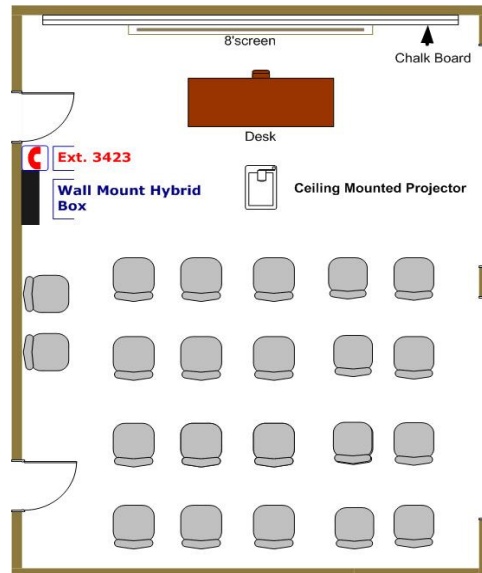 8'screen
Chalk Board
Desk
Ext. 3423
Wall Mount Hybrid
Box
Ceiling Mounted Projector